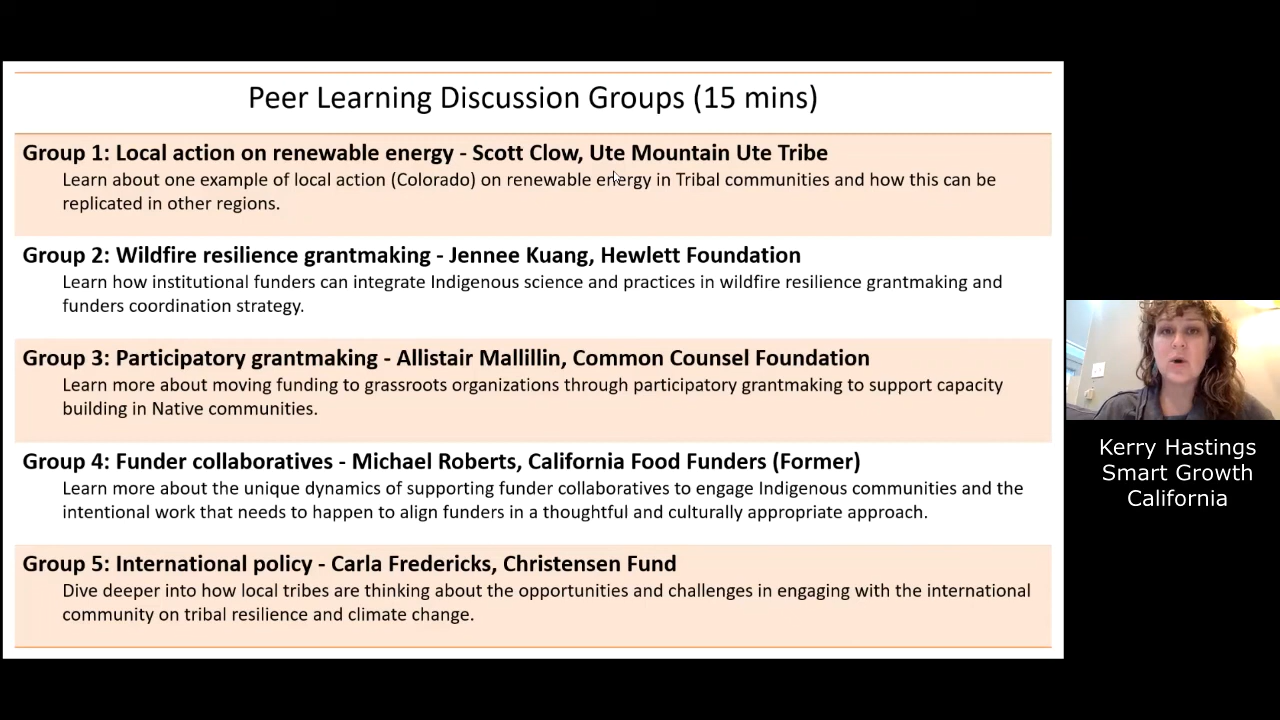 Peer Learning Discussion Groups (15 mins)
Group 1: Local action on renewable energy - Scott Clow, Ute Mountain Ute Tribe
Learn about one example of local action (Colorado) on renewable energy in Tribal communities and how this can be
replicated in other regions.
Group 2: Wildfire resilience grantmaking - Jennee Kuang, Hewlett Foundation
Learn how institutional funders can integrate Indigenous science and practices in wildfire resilience grantmaking and
funders coordination strategy.
Group 3: Participatory grantmaking - Allistair Mallillin, Common Counsel Foundation
Learn more about moving funding to grassroots organizations through participatory grantmaking to support capacity
building in Native communities.
Group 4: Funder collaboratives - Michael Roberts, California Food Funders (Former)
Learn more about the unique dynamics of supporting funder collaboratives to engage Indigenous communities and the
intentional work that needs to happen to align funders in a thoughtful and culturally appropriate approach.
Group 5: International policy - Carla Fredericks, Christensen Fund
Dive deeper into how local tribes are thinking about the opportunities and challenges in engaging with the international
community on tribal resilience and climate change.
Kerry Hastings
Smart Growth
California